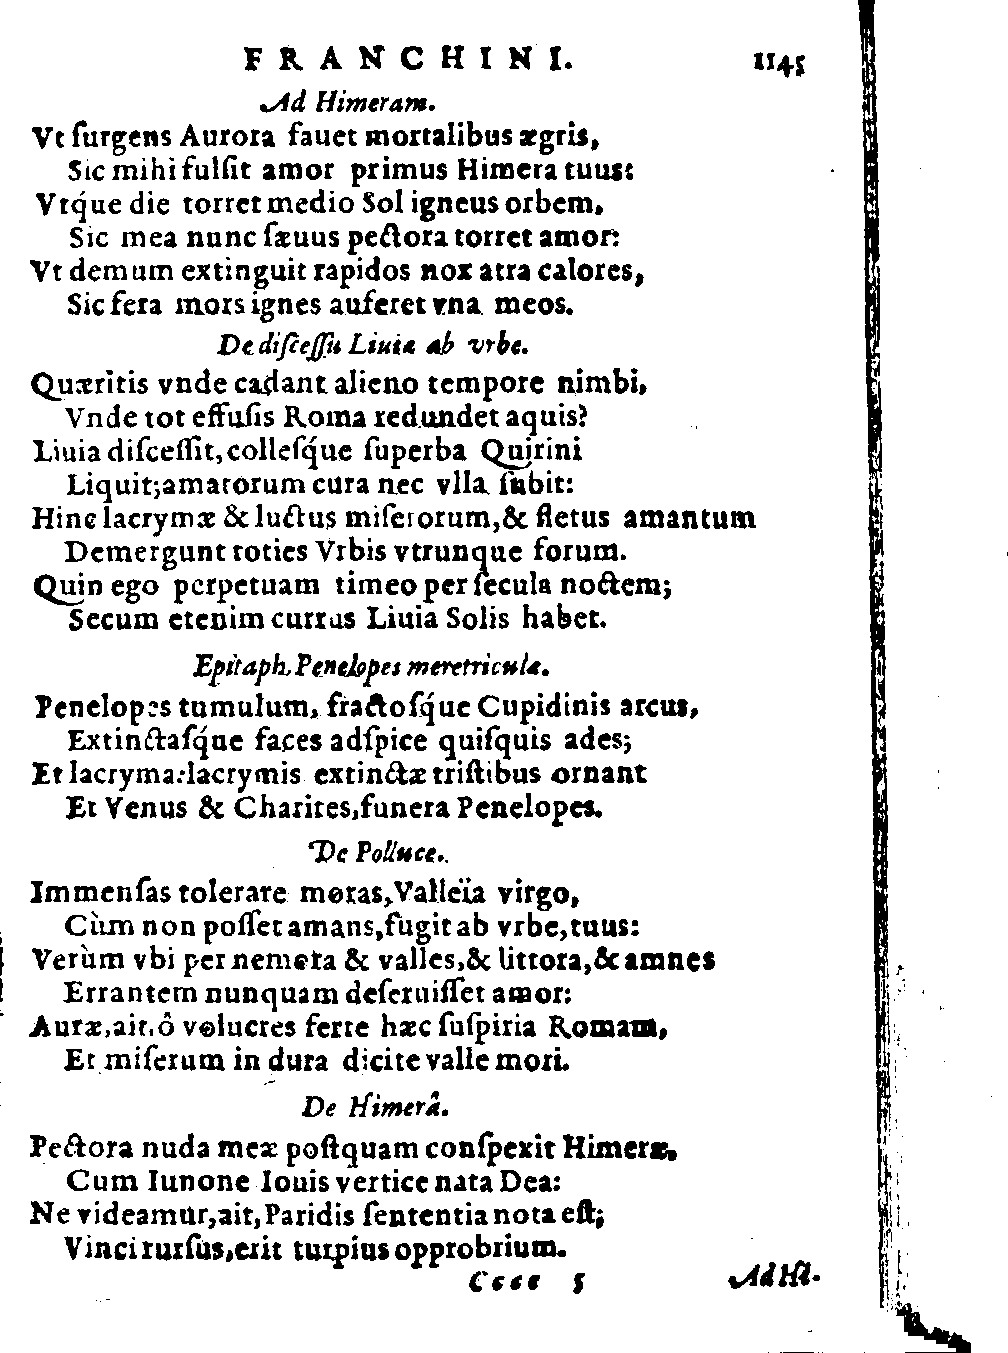 FRANCHINI. 1145
Ad Himeram.
Vt ſurgens Aurora fauet mortalibus ægris,
Sic mihi fulſit amor primus Himera tuus:
Vtq́ue die torret medio Sol igneus orbem,
Sic mea nunc ſæuus pectora torret amor:
Vt demum extinguit rapidos nox atra calores,
Sic fera mors ignes auferet vna meos.
De diſceſſu Liuiæ ab vrbe.
Quæritis vnde cadant alieno tempore nimbi,
Vnde tot effuſis Roma redundet aquis?
Liuia diſceſſit, colleſq́ue ſuperba Quirini
Liquit; amatorum cura nec vlla ſubit:
Hinc lacrymæ & luctus miſerorum, & fletus amantum
Demergunt toties Vrbis vtrunque forum.
Quin ego perpetuam timeo per ſecula noctem;
Secum etenim currus Liuia Solis habet.
Epitaph. Penelopes meretriculæ.
Penelopes tumulum, fractoſq́ue Cupidinis arcus,
Extinctaſq́ue faces adſpice quiſquis ades;
Et lacryma: lacrymis extinctæ triſtibus ornant
Et Venus & Charites, funera Penelopes.
De Polluce.
Immenſas tolerare moras, Valleïa virgo,
Cùm non poſſet amans, fugit ab vrbe, tuus:
Verùm vbi per nemora & valles, & littora, & amnes
Errantem nunquam deſeruiſſet amor:
Auræ, ait, ô volucres ferte hæc ſuſpiria Romam,
Et miſerum in dura dicite valle mori.
De Himerâ.
Pectora nuda meæ poſtquam conſpexit Himeræ,
Cum Iunone Iouis vertice nata Dea:
Ne videamur, ait, Paridis ſententia nota eſt;
Vinci rurſus, erit turpius opprobrium.
Cccc 5 Ad Hi-